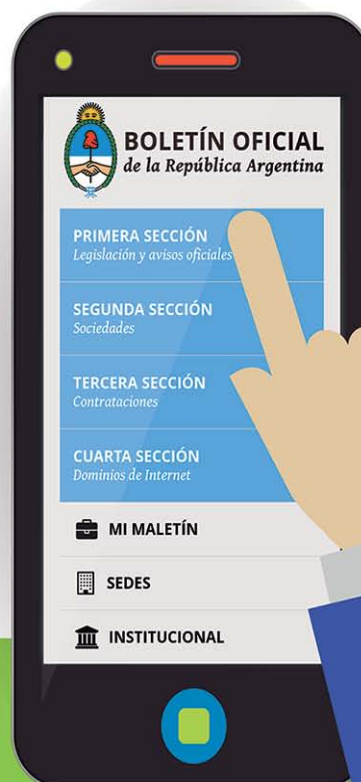 BOLETÍN OFICIAL
de la República Argentina
PRIMERA SECCIÓN
Legislación y avisos oficiales
SEGUNDA SECCIÓN
Sociedades
TERCERA SECCIÓN
Contrataciones
CUARTA SECCIÓN
Dominios de Internet
MI MALETÍN
SEDES
INSTITUCIONAL